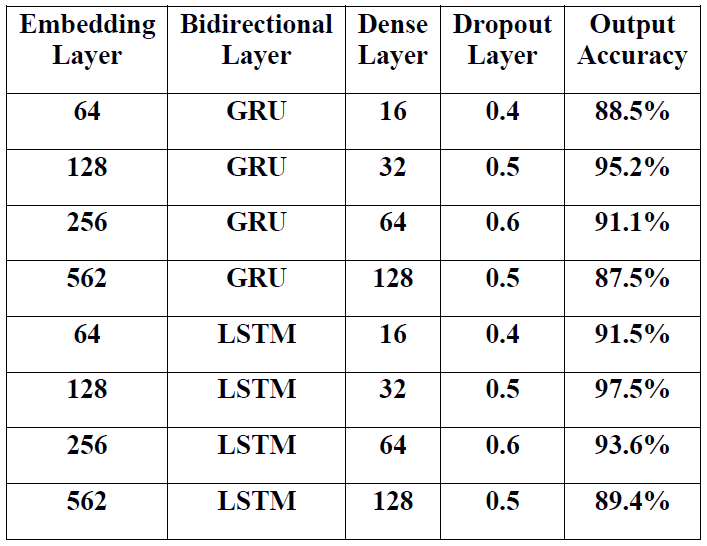 Embedding Bidirectional Dense Dropout Output
Layer Layer Layer Layer Accuracy
64 GRU 16 0.4 88.5%
128 GRU 32 0.5 95.2%
256 GRU 64 0.6 91.1%
562 GRU 128 0.5 87.5%
64 LSTM 16 0.4 91.5%
128 LSTM 32 0.5 97.5%
256 LSTM 64 0.6 93.6%
562 LSTM 128 0.5 89.4%